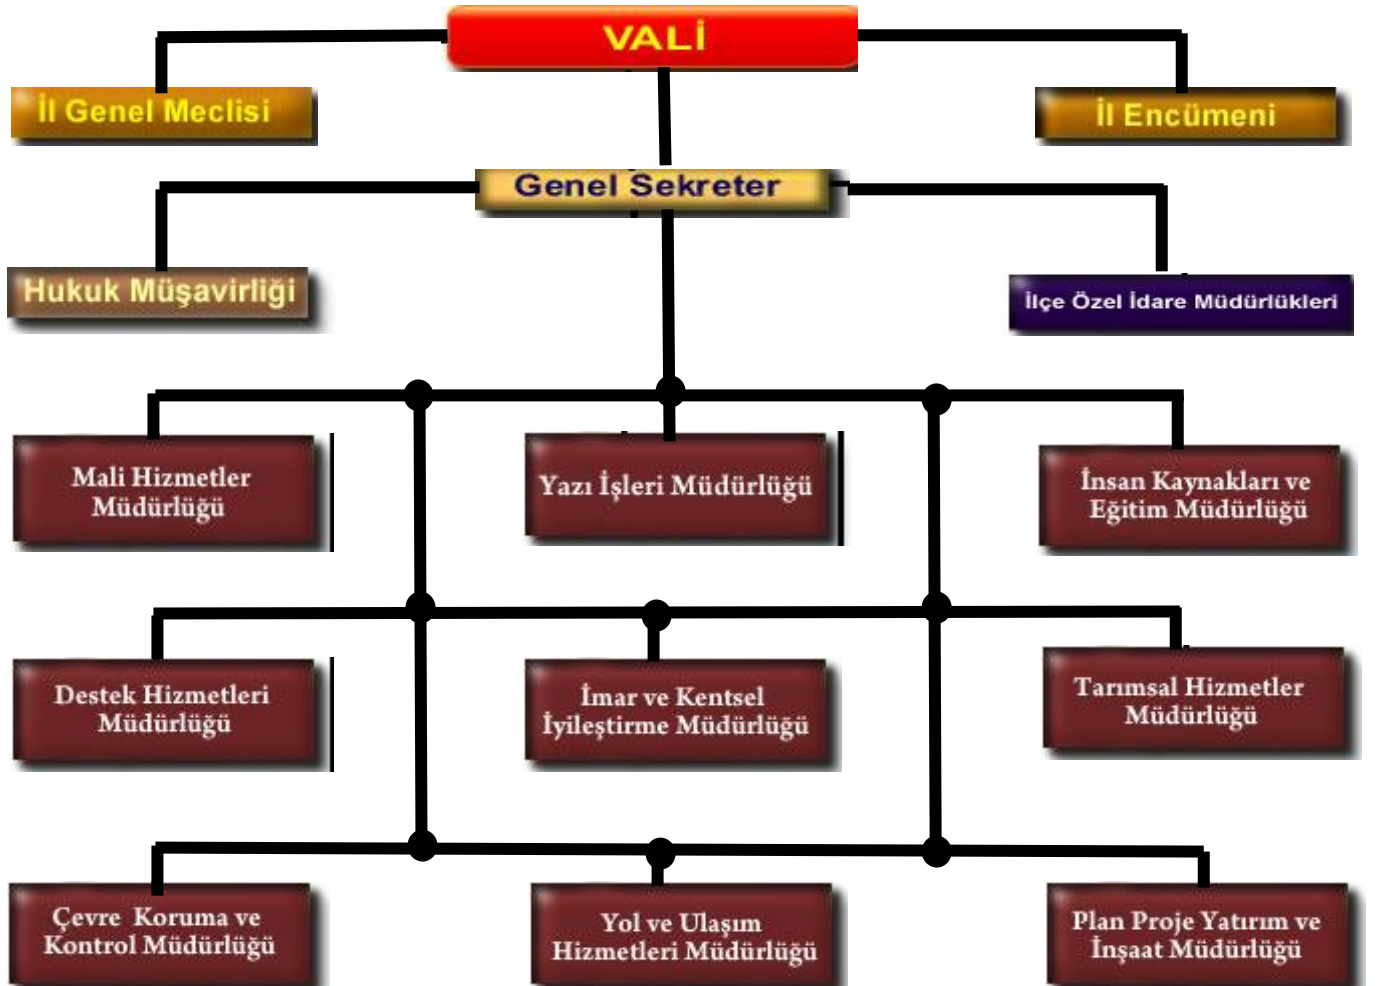 VALİ
İl Genel Meclisi
İl Encümeni
Genel Sekreter
Hukuk Müşavirliği
İlçe Özel İdare Müdürlükleri
Mali Hizmetler
Müdürlüğü
Yazı İşleri Müdürlüğü
İnsan Kaynakları ve
Eğitim Müdürlüğü
Destek Hizmetleri
Müdürlüğü
İmar ve Kentsel
İyileştirme Müdürlüğü
Tarımsal Hizmetler
Müdürlüğü
Çevre Koruma ve
Kontrol Müdürlüğü
Yol ve Ulaşım
Hizmetleri Müdürlüğü
Plan Proje Yatırım ve
İnşaat Müdürlüğü